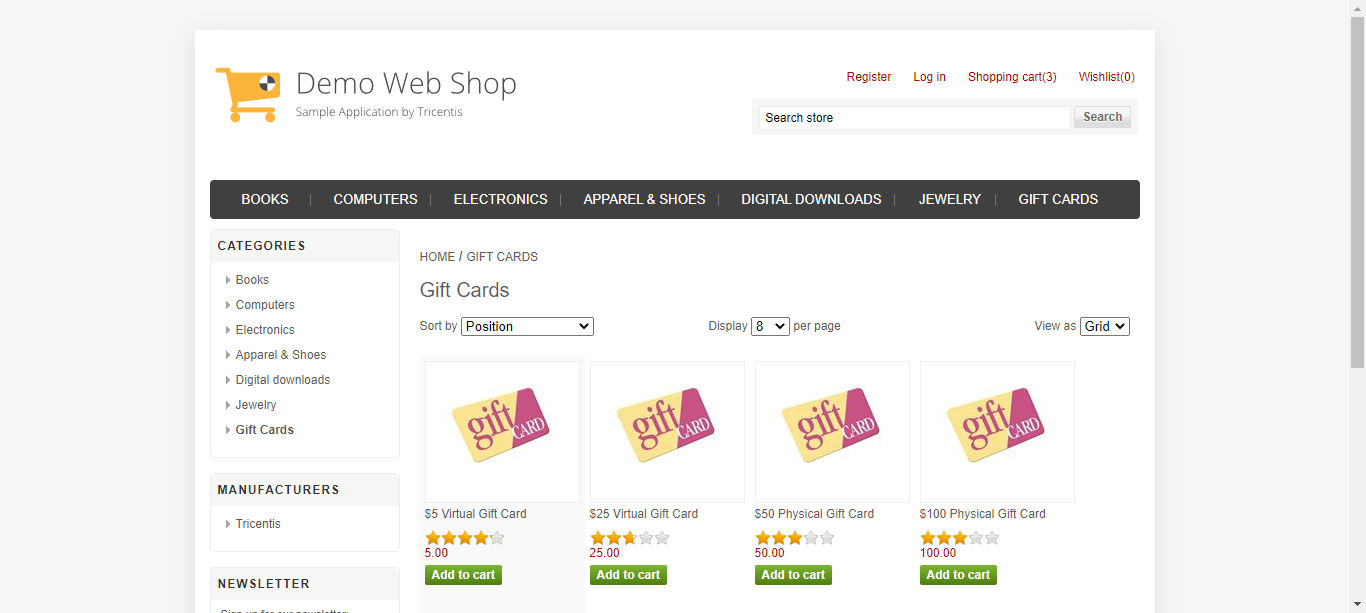 Demo Web Shop
Sample Application by Tricentis
Register Log in Shopping cart(3) Wishlist(0)
Search store Search
BOOKS COMPUTERS ELECTRONICS APPAREL & SHOES DIGITAL DOWNLOADS JEWELRY GIFT CARDS
CATEGORIES
Books
Computers
Electronics
Apparel & Shoes
Digital downloads
Jewelry
Gift Cards
MANUFACTURERS
Tricentis
NEWSLETTER
Sign up for our newsletter:
HOME / GIFT CARDS
Gift Cards
Sort by Position Display 8 per page View as Grid
gift CARD gift CARD gift CARD gift CARD
$5 Virtual Gift Card $25 Virtual Gift Card $50 Physical Gift Card $100 Physical Gift Card
5.00 25.00 50.00 100.00
Add to cart Add to cart Add to cart Add to cart